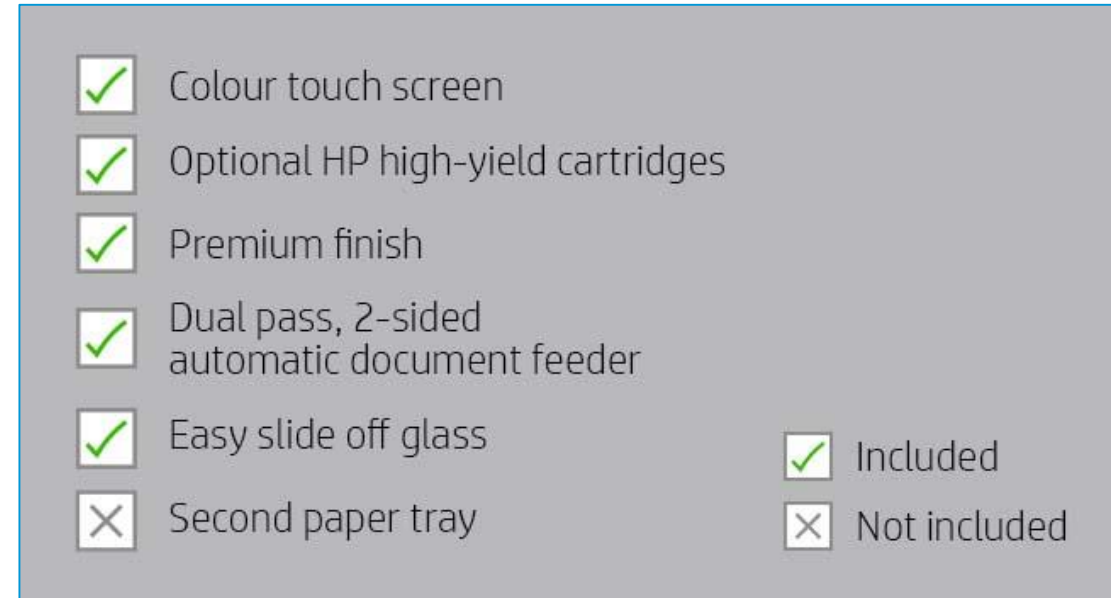 Colour touch screen
Optional HP high-yield cartridges
Premium finish
Dual pass, 2-sided
automatic document feeder
Easy slide off glass
Second paper tray
Included
Not included